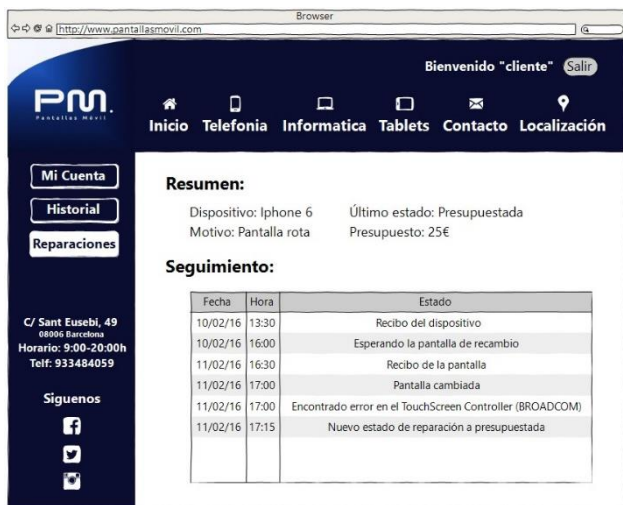 Browser
http://www.pantallasmovil.com
Bienvenido "cliente" Salir
PM.
Pantallas Móvil
Inicio Telefonia Informatica Tablets Contacto Localización
Mi Cuenta
Historial
Reparaciones
C/ Sant Eusebi, 49
08006 Barcelona
Horario: 9:00-20:00h
Telf: 933484059
Siguenos
Resumen:
Dispositivo: Iphone 6 Último estado: Presupuestada
Motivo: Pantalla rota Presupuesto: 25€
Seguimiento:
Fecha Hora Estado
10/02/16 13:30 Recibo del dispositivo
10/02/16 16:00 Esperando la pantalla de recambio
11/02/16 16:30 Recibo de la pantalla
11/02/16 17:00 Pantalla cambiada
11/02/16 17:00 Encontrado error en el TouchScreen Controller (BROADCOM)
11/02/16 17:15 Nuevo estado de reparación a presupuestada